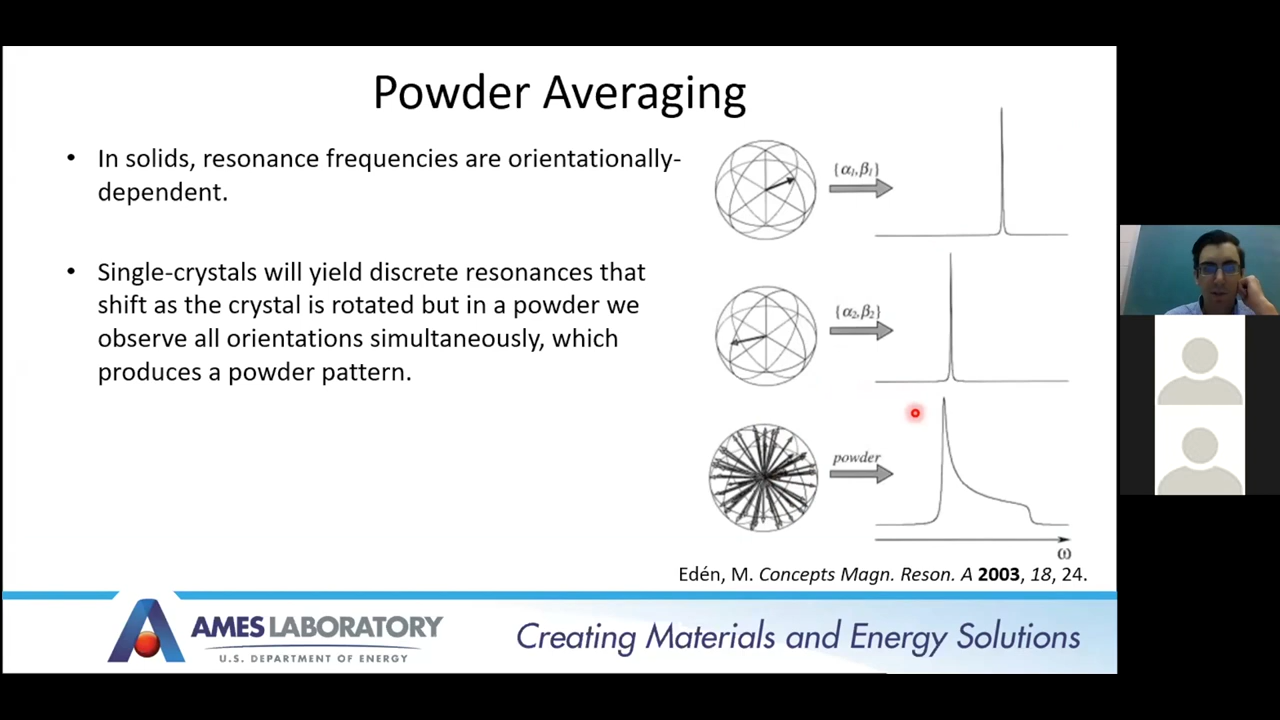 Powder Averaging
• In solids, resonance frequencies are orientationally-
dependent.
• Single-crystals will yield discrete resonances that
shift as the crystal is rotated but in a powder we
observe all orientations simultaneously, which
produces a powder pattern.
{α₁,β₁}
{α₂,β₂}
powder
ω
Edén, M. Concepts Magn. Reson. A 2003, 18, 24.
AMES LABORATORY
U.S. DEPARTMENT OF ENERGY
Creating Materials and Energy Solutions